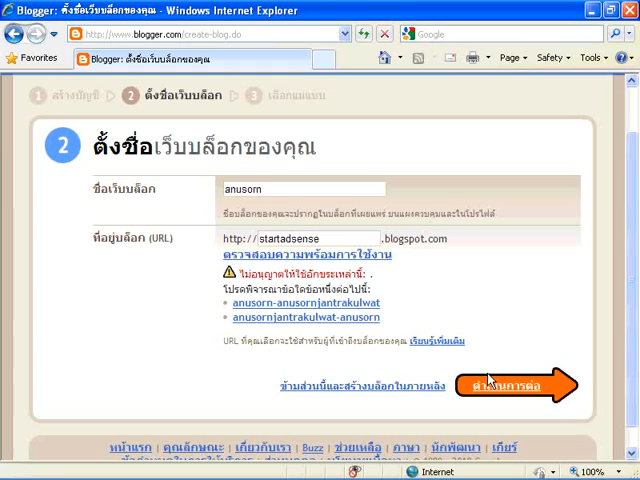 Blogger: ตั้งชื่อเว็บบล็อกของคุณ - Windows Internet Explorer
http://www.blogger.com/create-blog.do
Google
Favorites
Blogger: ตั้งชื่อเว็บบล็อกของคุณ
Page
Safety
Tools
1 สร้างบัญชี 2 ตั้งชื่อเว็บบล็อก 3 เลือกแม่แบบ
2 ตั้งชื่อเว็บบล็อกของคุณ
ชื่อเว็บบล็อก anusorn
ชื่อบล็อกของคุณจะปรากฏในบล็อกที่เผยแพร่ บนแผงควบคุมและในโปรไฟล์
ที่อยู่บล็อก (URL) http:// startadsense .blogspot.com
ตรวจสอบความพร้อมการใช้งาน
ไม่อนุญาตให้ใช้อักขระเหล่านี้: .
โปรดพิจารณาข้อใดข้อหนึ่งต่อไปนี้:
anusorn-anusornjantrakulwat
anusornjantrakulwat-anusorn
URL ที่คุณเลือกจะใช้สำหรับผู้ที่เข้าถึงบล็อกของคุณ เรียนรู้เพิ่มเติม
ข้ามส่วนนี้และสร้างบล็อกในภายหลัง ดำเนินการต่อ
หน้าแรก | คุณลักษณะ | เกี่ยวกับเรา | Buzz | ช่วยเหลือ | ภาษา | นักพัฒนา | เกียร์
Internet
100%